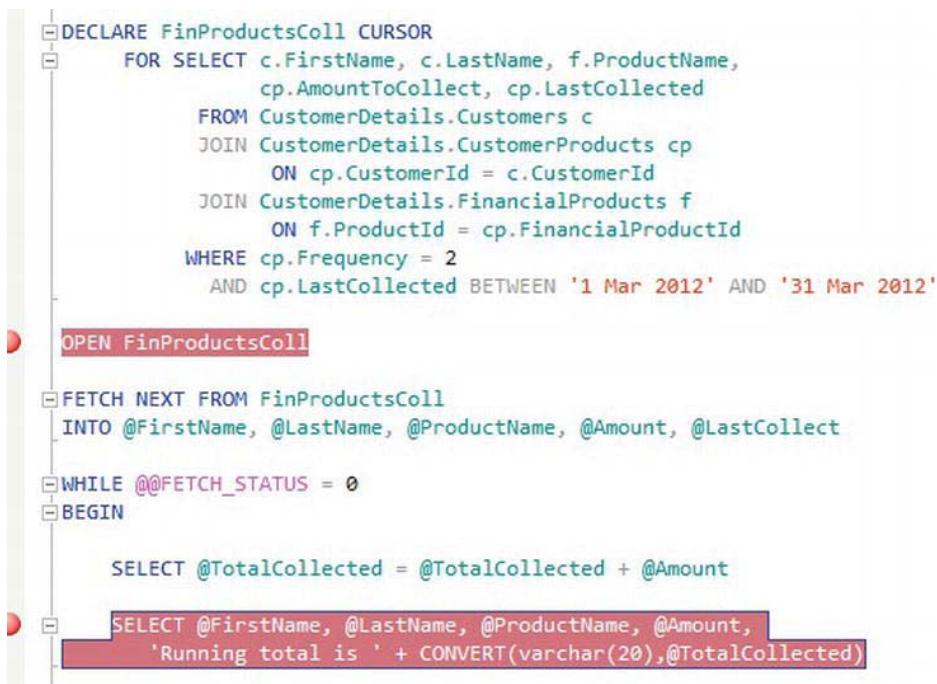 DECLARE FinProductsColl CURSOR
FOR SELECT c.FirstName, c.LastName, f.ProductName,
cp.AmountToCollect, cp.LastCollected
FROM CustomerDetails.Customers c
JOIN CustomerDetails.CustomerProducts cp
ON cp.CustomerId = c.CustomerId
JOIN CustomerDetails.FinancialProducts f
ON f.ProductId = cp.FinancialProductId
WHERE cp.Frequency = 2
AND cp.LastCollected BETWEEN '1 Mar 2012' AND '31 Mar 2012'
OPEN FinProductsColl
FETCH NEXT FROM FinProductsColl
INTO @FirstName, @LastName, @ProductName, @Amount, @LastCollect
WHILE @@FETCH_STATUS = 0
BEGIN
SELECT @TotalCollected = @TotalCollected + @Amount
SELECT @FirstName, @LastName, @ProductName, @Amount,
'Running total is ' + CONVERT(varchar(20),@TotalCollected)